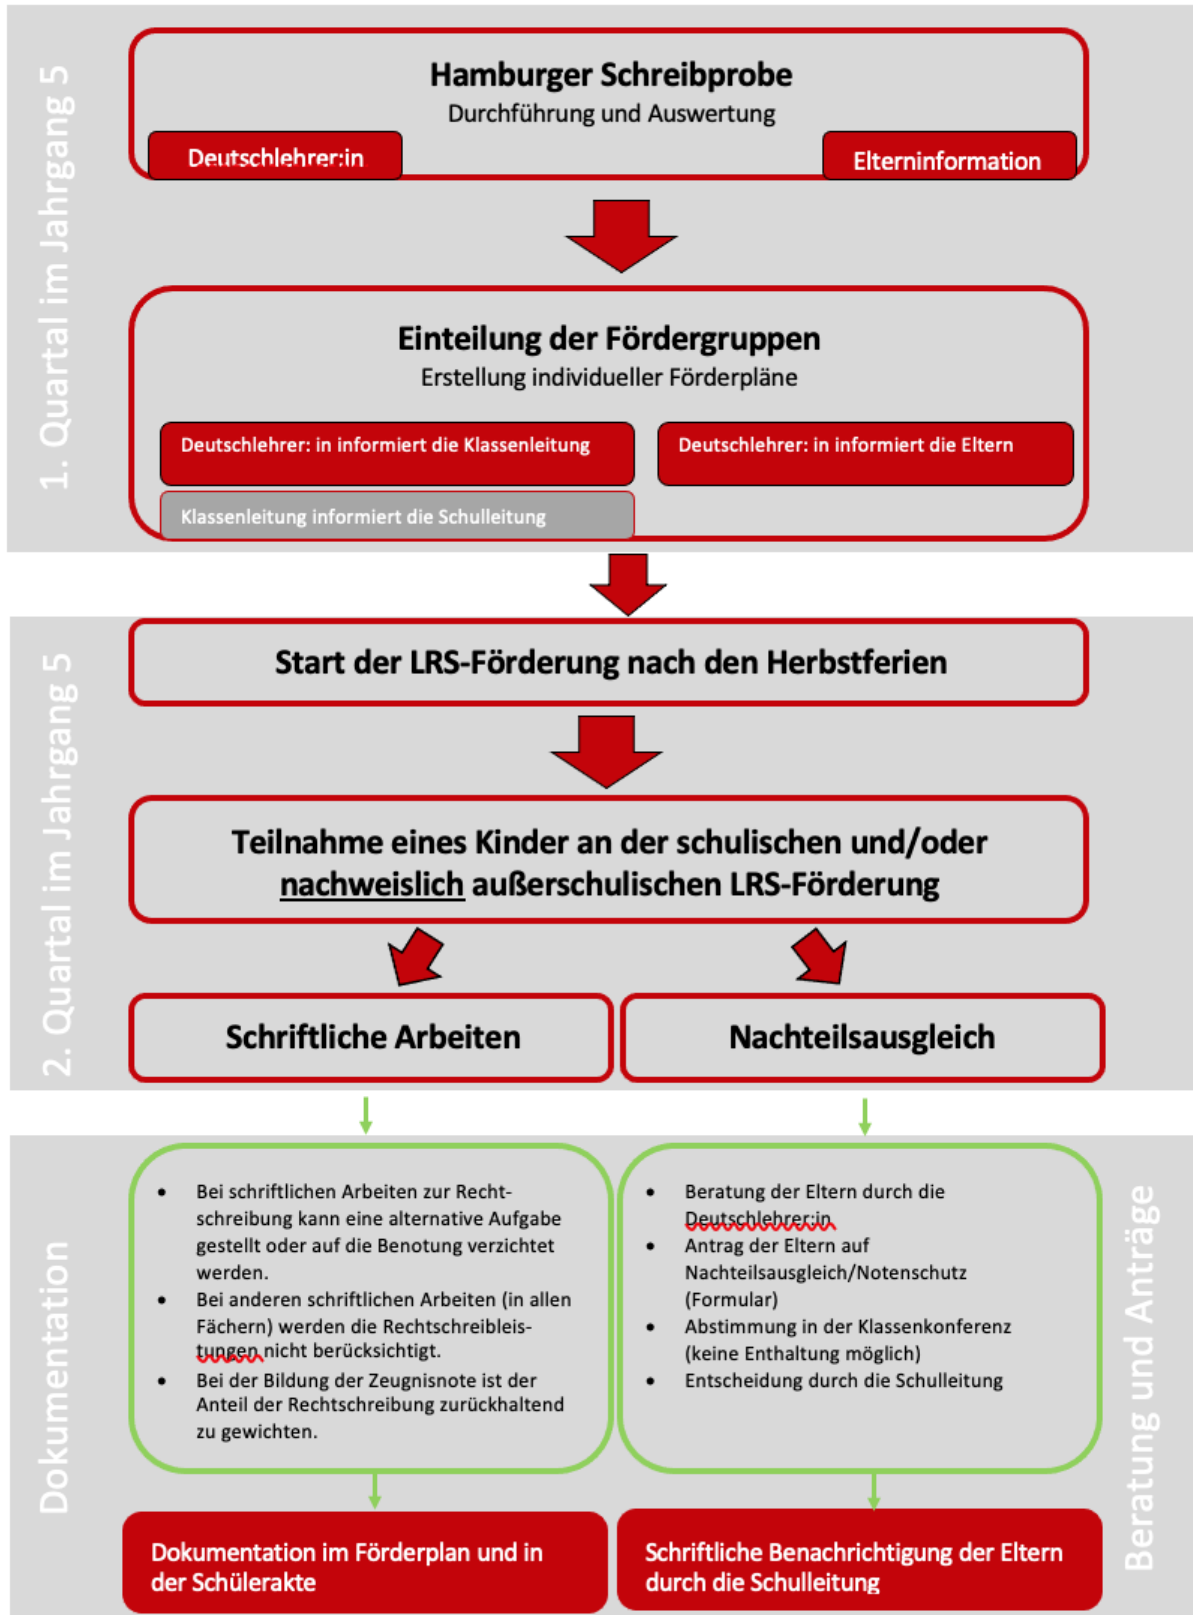 1. Quartal im Jahrgang 5
Hamburger Schreibprobe
Durchführung und Auswertung
Deutschlehrer:in
Elterninformation
Einteilung der Fördergruppen
Erstellung individueller Förderpläne
Deutschlehrer: in informiert die Klassenleitung
Deutschlehrer: in informiert die Eltern
Klassenleitung informiert die Schulleitung
2. Quartal im Jahrgang 5
Start der LRS-Förderung nach den Herbstferien
Teilnahme eines Kinder an der schulischen und/oder
nachweislich außerschulischen LRS-Förderung
Schriftliche Arbeiten
Nachteilsausgleich
Dokumentation
• Bei schriftlichen Arbeiten zur Recht-
schreibung kann eine alternative Aufgabe
gestellt oder auf die Benotung verzichtet
werden.
• Bei anderen schriftlichen Arbeiten (in allen
Fächern) werden die Rechtschreibleis-
tungen nicht berücksichtigt.
• Bei der Bildung der Zeugnisnote ist der
Anteil der Rechtschreibung zurückhaltend
zu gewichten.
• Beratung der Eltern durch die
Deutschlehrer:in
• Antrag der Eltern auf
Nachteilsausgleich/Notenschutz
(Formular)
• Abstimmung in der Klassenkonferenz
(keine Enthaltung möglich)
• Entscheidung durch die Schulleitung
Beratung und Anträge
Dokumentation im Förderplan und in
der Schülerakte
Schriftliche Benachrichtigung der Eltern
durch die Schulleitung